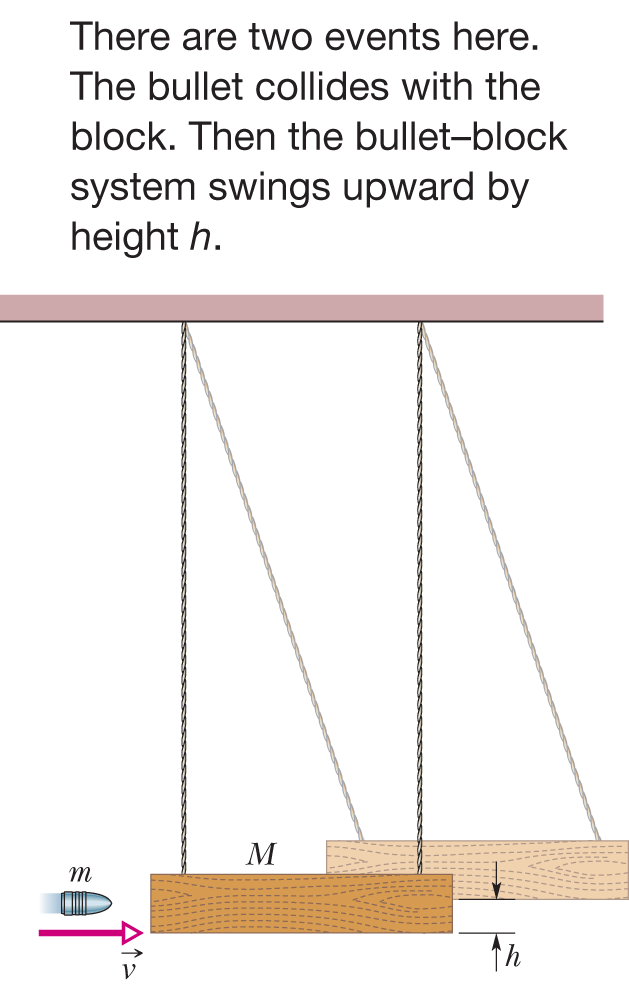 There are two events here.
The bullet collides with the
block. Then the bullet–block
system swings upward by
height h.
M
m
v⃗
h